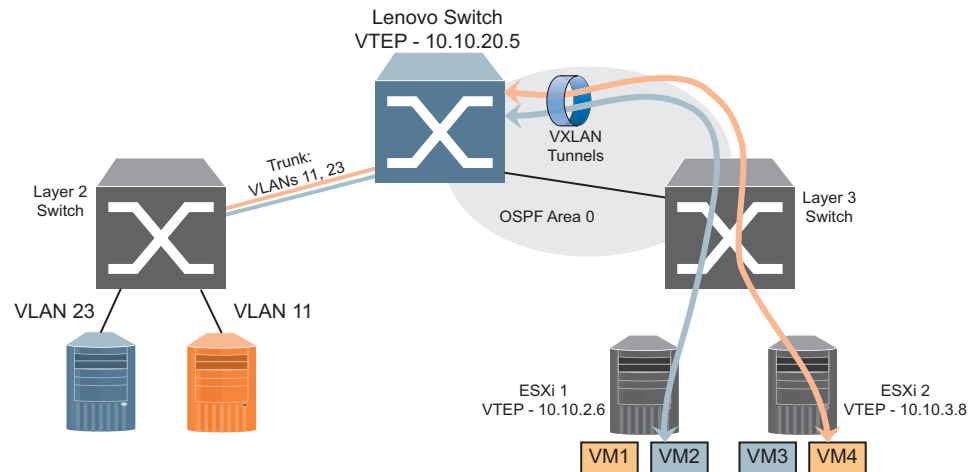 Lenovo Switch
VTEP - 10.10.20.5
VXLAN
Tunnels
Trunk:
VLANs 11, 23
Layer 2
Switch
Layer 3
Switch
OSPF Area 0
VLAN 23
VLAN 11
ESXi 1
VTEP - 10.10.2.6
ESXi 2
VTEP - 10.10.3.8
VM1
VM2
VM3
VM4